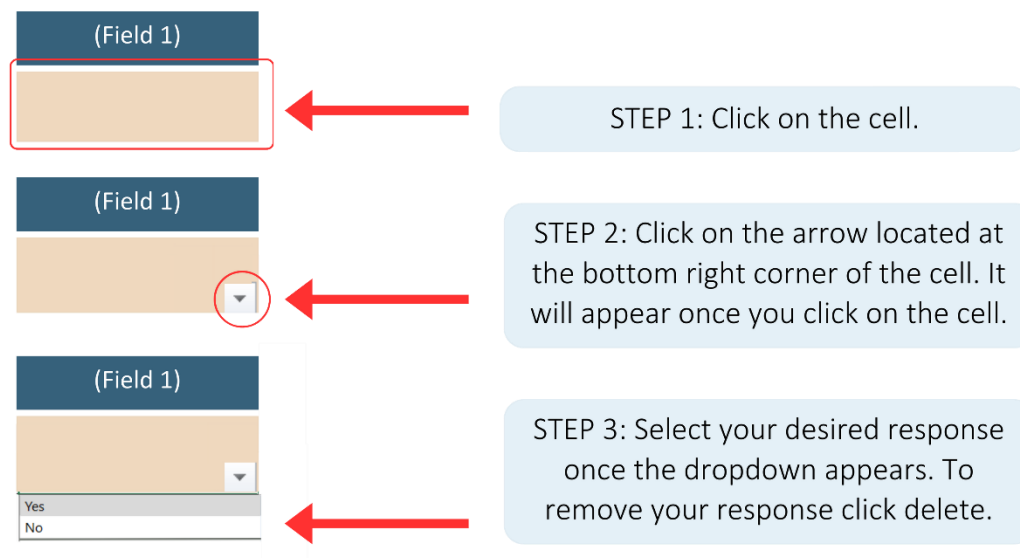 (Field 1)
STEP 1: Click on the cell.
(Field 1)
STEP 2: Click on the arrow located at
the bottom right corner of the cell. It
will appear once you click on the cell.
(Field 1)
STEP 3: Select your desired response
once the dropdown appears. To
remove your response click delete.
Yes
No